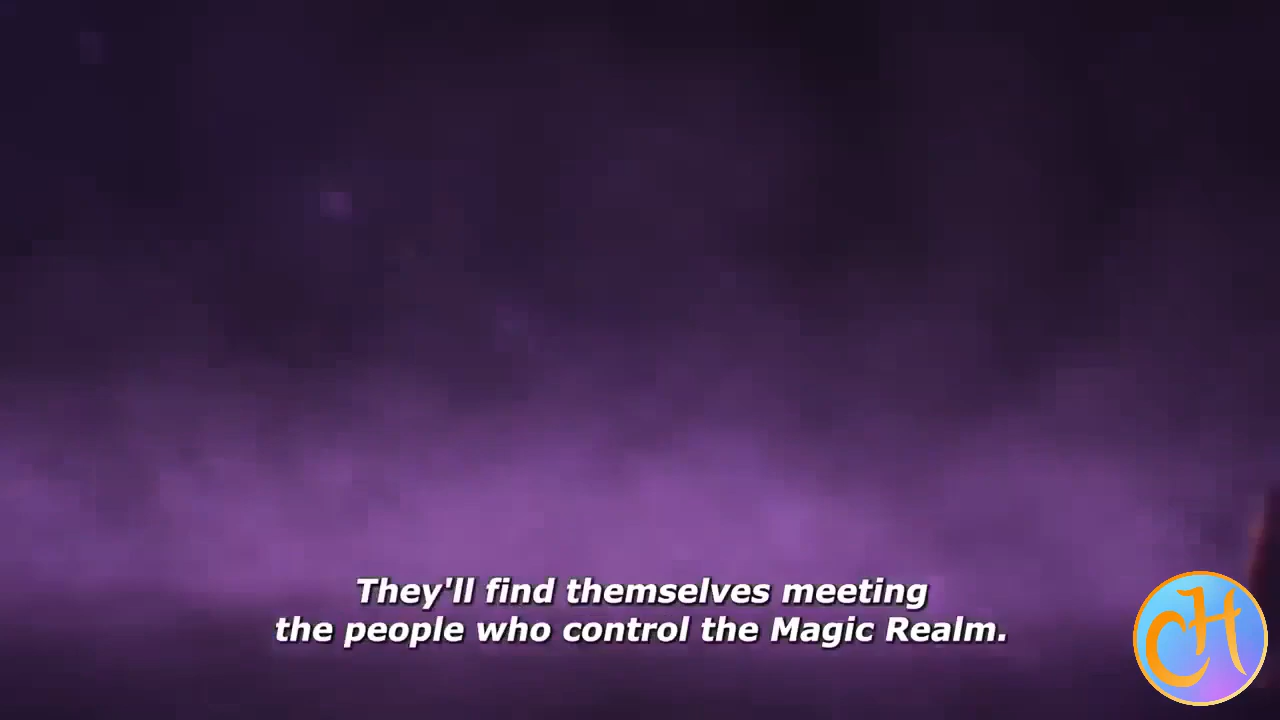 They'll find themselves meeting
the people who control the Magic Realm.
CH